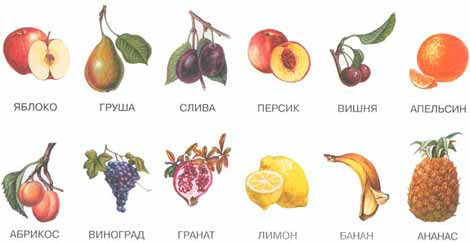 ЯБЛОКО ГРУША СЛИВА ПЕРСИК ВИШНЯ АПЕЛЬСИН
АБРИКОС ВИНОГРАД ГРАНАТ ЛИМОН БАНАН АНАНАС